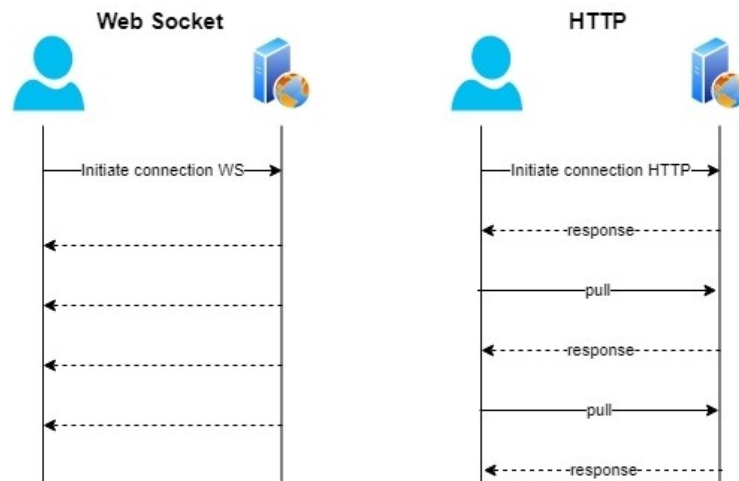 Web Socket
HTTP
Initiate connection WS
Initiate connection HTTP
response
pull
response
pull
response